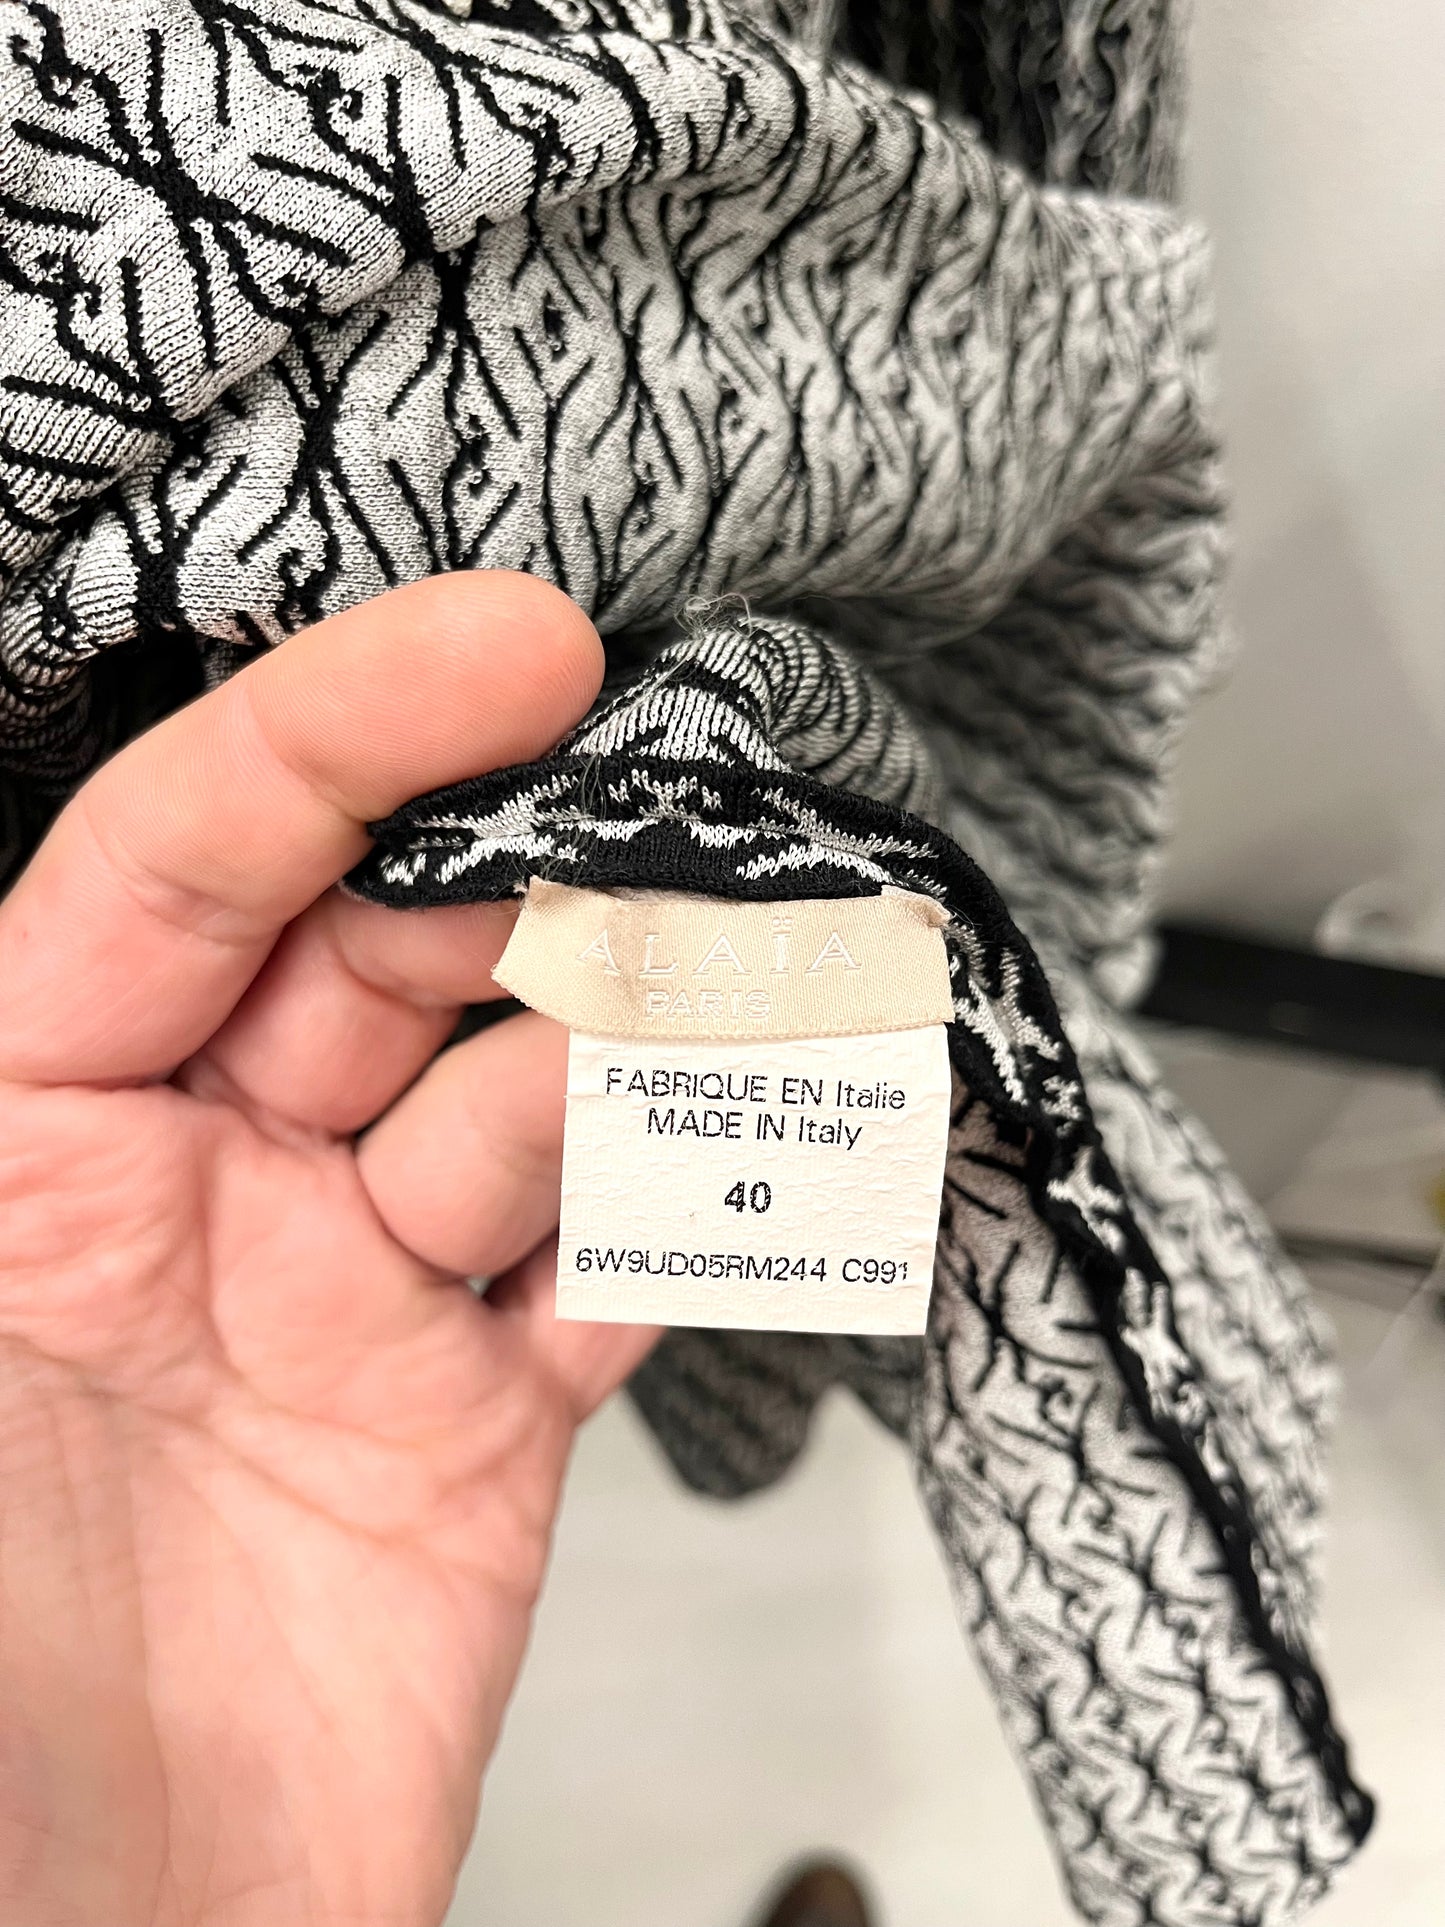 ALAÏA
PARIS
FABRIQUE EN Italie
MADE IN Italy
40
6W9UD05RM244 C991